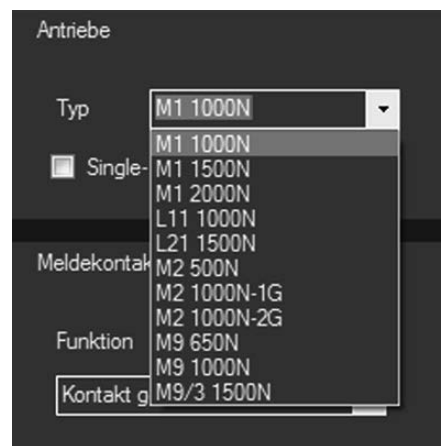 Antriebe
Typ M1 1000N
M1 1000N
Single- M1 1500N
M1 2000N
L11 1000N
L21 1500N
Meldekontak M2 500N
M2 1000N-1G
M2 1000N-2G
Funktion M9 650N
M9 1000N
Kontakt g M9/3 1500N